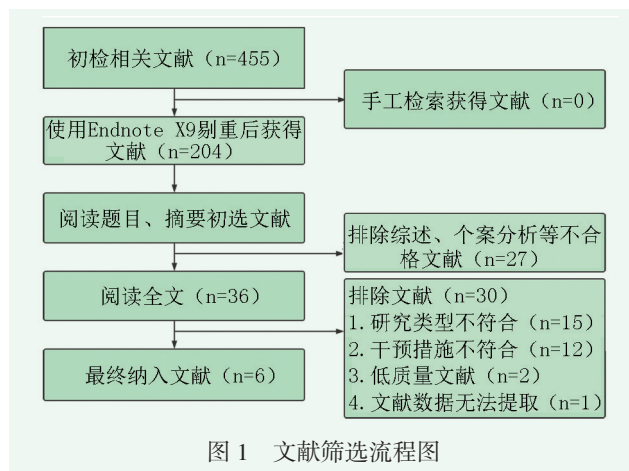 初检相关文献（n=455）
手工检索获得文献（n=0）
使用Endnote X9剔重后获得
文献（n=204）
阅读题目、摘要初选文献
排除综述、个案分析等不合
格文献（n=27）
阅读全文（n=36）
排除文献（n=30）
1.研究类型不符合（n=15）
2.干预措施不符合（n=12）
3.低质量文献（n=2）
4.文献数据无法提取（n=1）
最终纳入文献（n=6）
图 1　文献筛选流程图